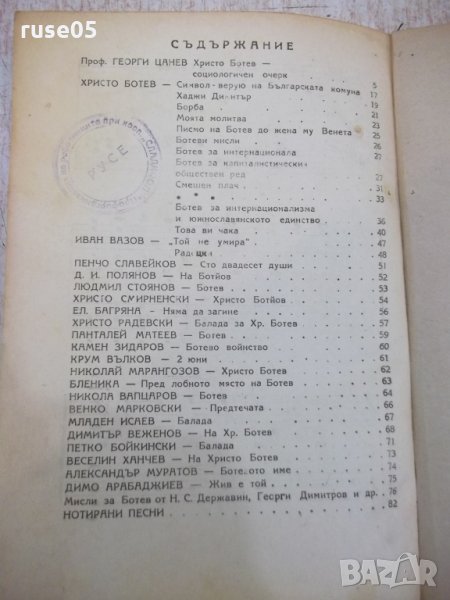 ruse05
СЪДЪРЖАНИЕ
Проф. ГЕОРГИ ЦАНЕВ Христо Ботев —
социологичен очерк 5
ХРИСТО БОТЕВ — Символ-верую на Българската комуна 17
Хаджи Димитър 19
Борба 21
Моята молитва 23
Писмо на Ботев до жена му Венета 25
Ботеви мисли 26
Ботев за интернационала 27
Ботев за капиталистически
обществен ред 27
Смешен плач 31
* * * 33
Ботев за интернационализма
и южнославянското единство 36
Това ви чака 40
ИВАН ВАЗОВ — „Той не умира" 47
Радецки 48
ПЕНЧО СЛАВЕЙКОВ — Сто двадесет души 51
Д. И. ПОЛЯНОВ — На Ботйов 52
ЛЮДМИЛ СТОЯНОВ — Ботев 53
ХРИСТО СМИРНЕНСКИ — Христо Ботйов 54
ЕЛ. БАГРЯНА - Няма да загине 56
ХРИСТО РАДЕВСКИ — Балада за Хр. Ботев 57
ПАНТАЛЕЙ МАТЕЕВ — Ботев 59
КАМЕН ЗИДАРОВ — Ботево войнство 60
КРУМ ВЪЛКОВ — 2 юни 61
НИКОЛАЙ МАРАНГОЗОВ — Христо Ботев 62
БЛЕНИКА — Пред лобното място на Ботев 63
НИКОЛА ВАПЦАРОВ — Ботев 64
ВЕНКО МАРКОВСКИ — Предтечата 66
МЛАДЕН ИСАЕВ — Балада 67
ДИМИТЪР ВЕЖЕНОВ — На Хр. Ботев 68
ПЕТКО БОЙКИНСКИ — Балада 71
ВЕСЕЛИН ХАНЧЕВ — На Христо Ботев 73
АЛЕКСАНДЪР МУРАТОВ — Ботевото име 74
ДИМО АРАБАДЖИЕВ — Жив е той 75
Мисли за Ботев от Н. С. Державин, Георги Димитров и др. 76
НОТИРАНИ ПЕСНИ 82
РУСЕ
BAZAR